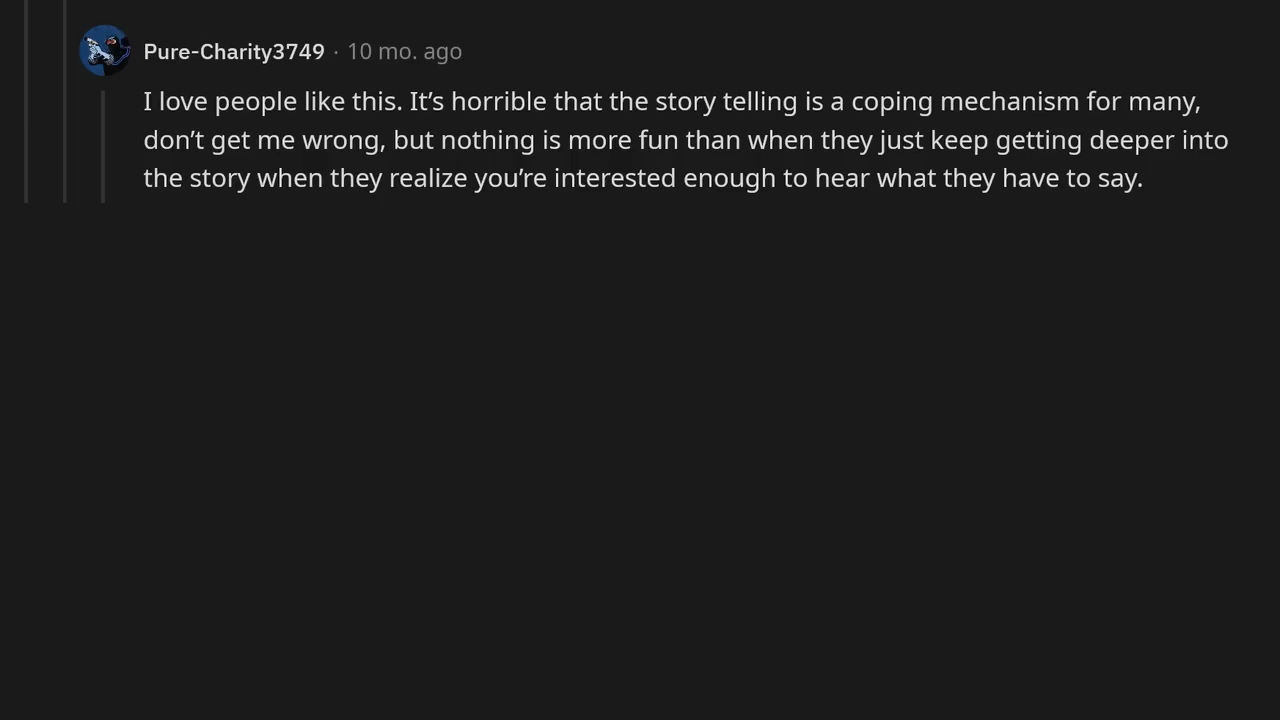 Pure-Charity3749 · 10 mo. ago
I love people like this. It’s horrible that the story telling is a coping mechanism for many,
don’t get me wrong, but nothing is more fun than when they just keep getting deeper into
the story when they realize you’re interested enough to hear what they have to say.